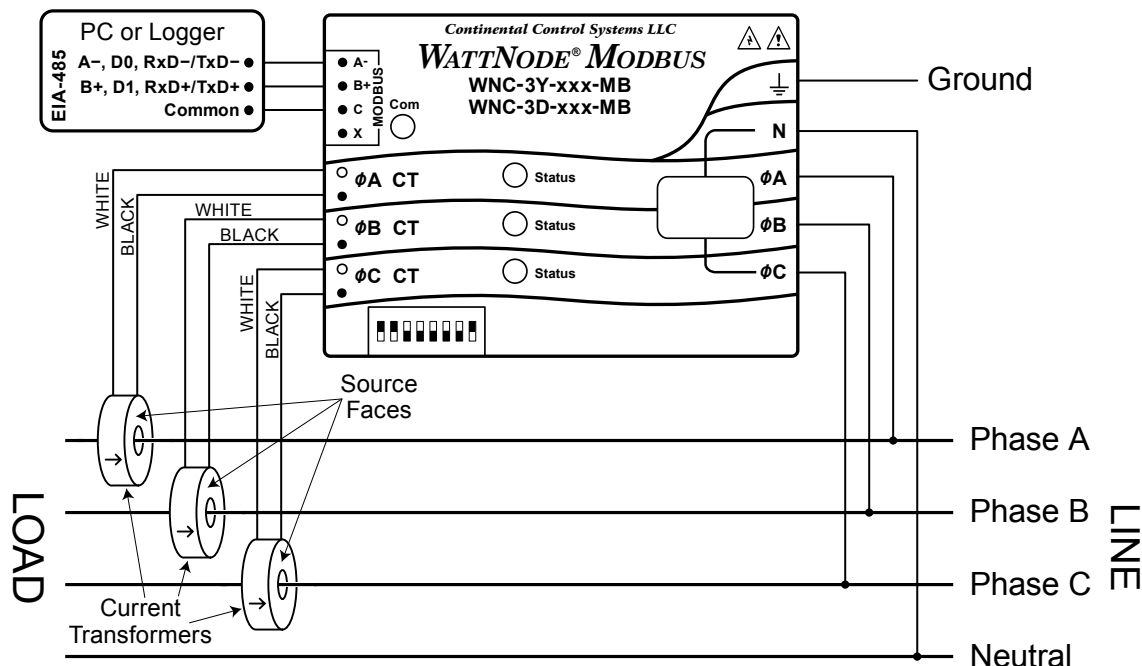 PC or Logger
EIA-485
A−, D0, RxD−/TxD−
B+, D1, RxD+/TxD+
Common
Continental Control Systems LLC
WATTNODE® MODBUS
WNC-3Y-xxx-MB
WNC-3D-xxx-MB
A-
B+
C
X
MODBUS
Com
Ground
N
ϕA CT
Status
ϕA
ϕB CT
Status
ϕB
ϕC CT
Status
ϕC
WHITE
BLACK
WHITE
BLACK
WHITE
BLACK
Source
Faces
Phase A
Phase B
Phase C
Neutral
LOAD
LINE
Current
Transformers